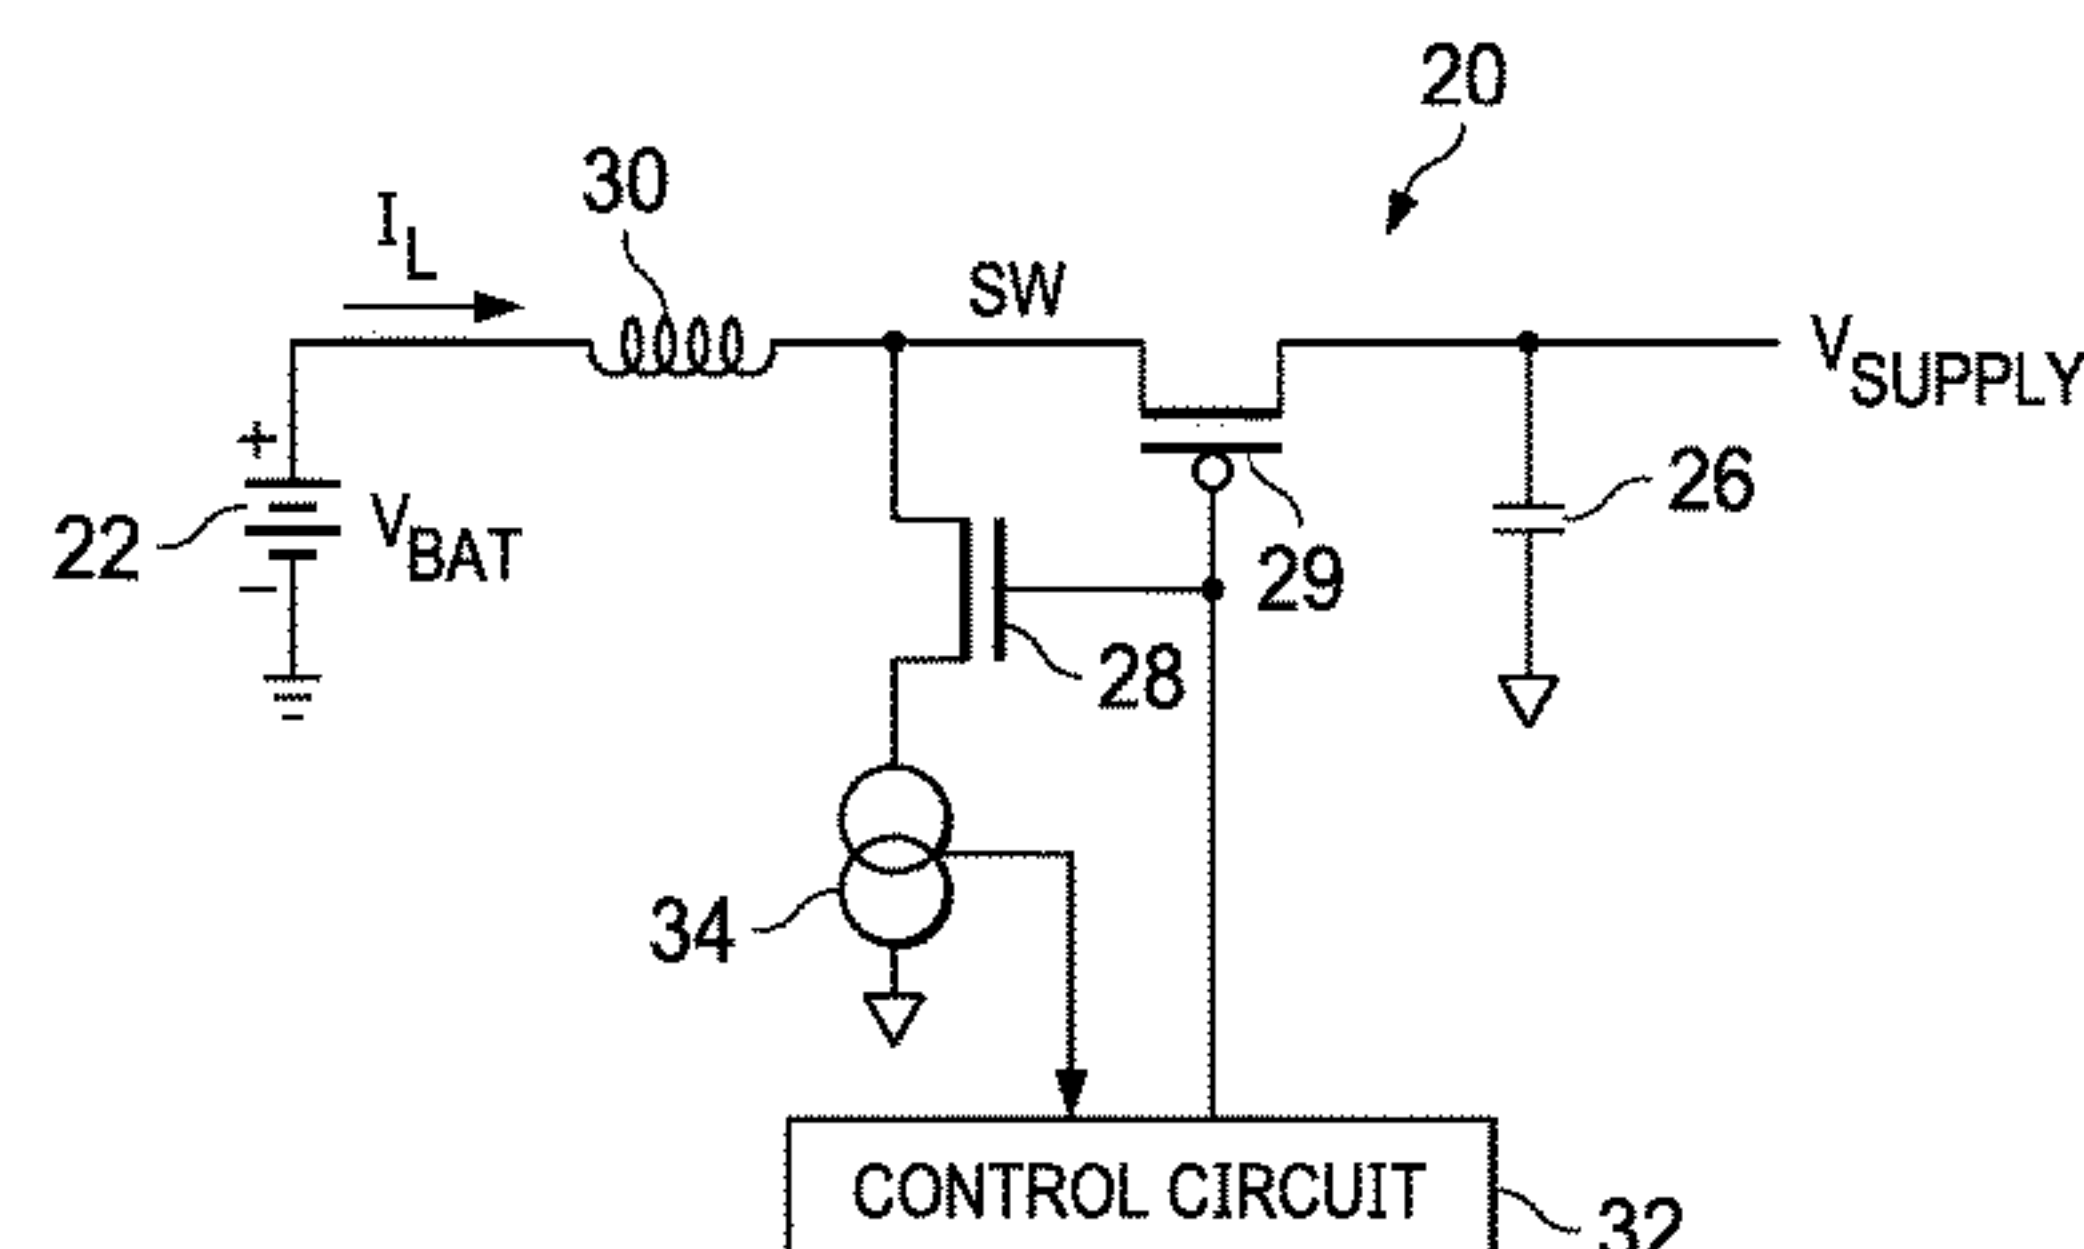 20
30
I_L
SW
V_SUPPLY
+
22
V_BAT
26
29
−
28
34
CONTROL CIRCUIT
32